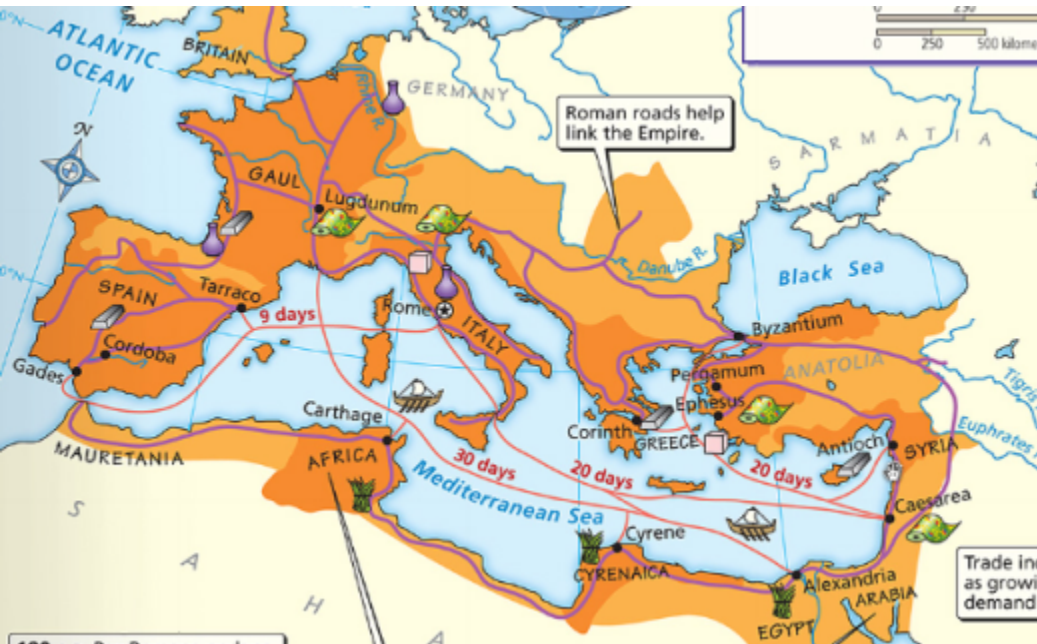 ATLANTIC
OCEAN
BRITAIN
0
250
500 kilome
Rhine R.
GERMANY
Roman roads help
link the Empire.
SARMATIA
N
GAUL
Lugdunum
Danube R.
Black Sea
SPAIN
Tarraco
9 days
Rome
ITALY
Byzantium
Cordoba
Gades
Pergamum
ANATOLIA
Tigris
Ephesus
Carthage
Corinth
GREECE
Antioch
SYRIA
Euphrates
MAURETANIA
AFRICA
30 days
20 days
20 days
Mediterranean Sea
Caesarea
S
A
H
A
Cyrene
CYRENAICA
Alexandria
ARABIA
EGYPT
Trade in
as growi
demand